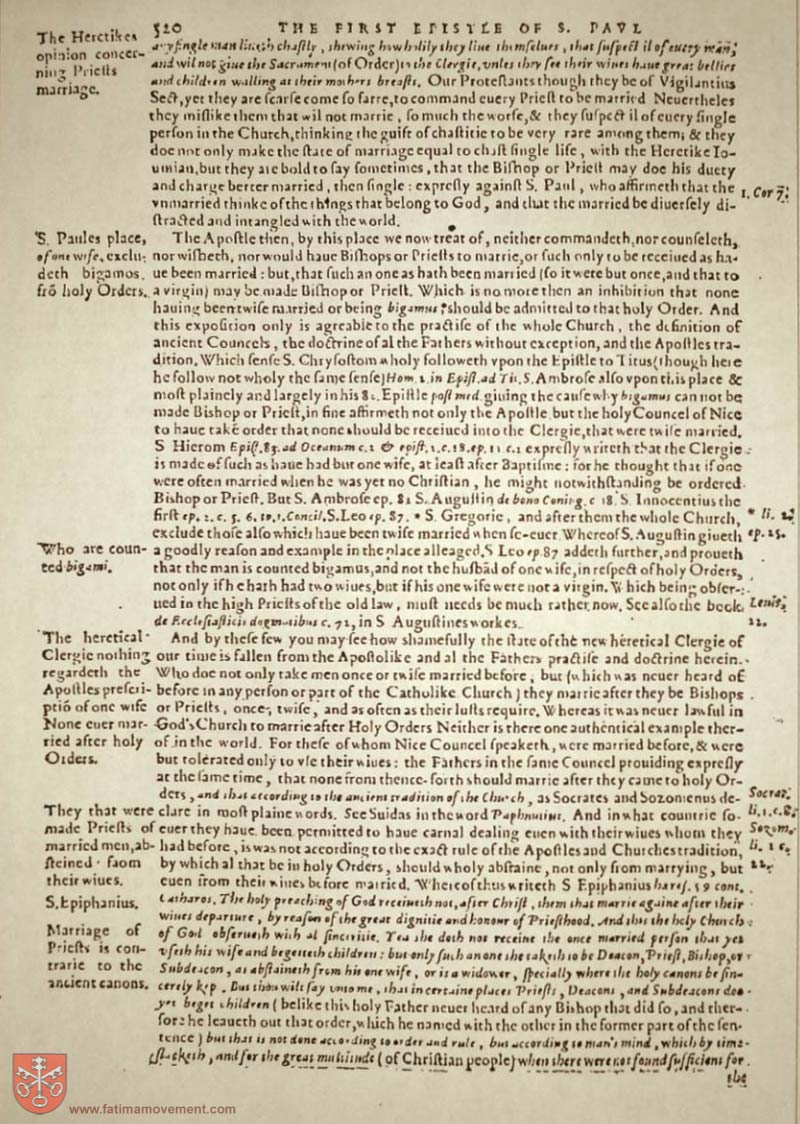 520 THE FIRST EPISTLE OF S. PAVL
The Heretikes
opinion concer-
ning Priests
marriage.
any single man liueth chastly, shewing how holily they liue themselues, that suspect il of euery man,
and wil not giue the Sacrament (of Order) to the Clergie, vnles they see their wiues haue great bellies
and children walling at their mothers breasts. Our Protestants though they be of Vigilantius
Sect, yet they are scarse come so farre, to command euery Priest to be married Neuertheles
they mislike them that wil not marrie, so much the worse, & they suspect il of euery single
person in the Church, thinking the guift of chastitie to be very rare among them; & they
doe not only make the state of marriage equal to chast single life, with the Heretike Io-
uinian, but they are bold to say sometimes, that the Bishop or Priest may doe his duety
and charge better married, then single: expresly against S. Paul, who affirmeth that the
vnmarried thinke of the things that belong to God, and that the married be diuersely di-
stracted and intangled with the world.
1. Cor 7.
S. Paules place,
of one wife, exclu-
deth bigamos.
frõ holy Orders.
The Apostle then, by this place we now treat of, neither commandeth, nor counseleth,
nor wisheth, nor would haue Bishops or Priests to marrie, or such only to be receiued as ha-
ue been married: but, that such an one as hath been married (so it were but once, and that to
a virgin) may be made Bishop or Priest. Which is no more then an inhibition that none
hauing been twise married or being bigamus, should be admitted to that holy Order. And
this exposition only is agreable to the practise of the whole Church, the definition of
ancient Councels, the doctrine of al the Fathers without exception, and the Apostles tra-
dition. Which sense S. Chrysostom wholy followeth vpon the Epistle to Titus (though here
he follow not wholy the same sense) Hom. 2. in Epist. ad Tit. S. Ambrose also vpon this place &
most plainely and largely in his 82. Epistle post med. giuing the cause why bigamus can not be
made Bishop or Priest, in fine affirmeth not only the Apostle but the holy Councel of Nice
to haue také order that none should be receiued into the Clergie, that were twise married.
S Hierom Epist. 83. ad Oceanum c. 1 & epist. 2. c. 18. ep. 11 c. 2 expresly writeth that the Clergie
is made of such as haue had but one wife, at least after Baptisme: for he thought that if one
were often married when he was yet no Christian, he might notwithstanding be ordered
Bishop or Priest. But S. Ambrose ep. 82 S. Augustin de bono Coniug. c 18. S. Innocentius the
first ep. 2. c. 5. 6. to. 1. Concil. S. Leo ep. 87. * S. Gregorie, and after them the whole Church,
exclude those also which haue been twise married when so-euer. Whereof S. Augustin giueth
a goodly reason and example in the place alleaged. S Leo ep. 87 addeth further, and proueth
that the man is counted bigamus, and not the husbãd of one wife, in respect of holy Orders,
not only if he hath had two wiues, but if his one wife were not a virgin. Which being obser-
ued in the high Priests of the old law, must needs be much rather now. See also the book
de Ecclesiasticis dogmatibus c. 72, in S Augustines workes.
* li. 2.
ep. 25.
Who are coun-
ted bigami.
Leuit.
21.
The heretical
Clergie nothing
regardeth the
Apostles prescri-
ptiõ of one wife
None euer mar-
ried after holy
Orders.
And by these few you may see how shamefully the state of the new heretical Clergie of
our time is fallen from the Apostolike and al the Fathers practise and doctrine herein.
Who doe not only take men once or twise married before, but (which was neuer heard of
before in any person or part of the Catholike Church) they marrie after they be Bishops
or Priests, once, twise, and as often as their lusts require. Whereas it was neuer lawful in
God's Church to marrie after Holy Orders Neither is there one authentical example ther-
of in the world. For these of whom Nice Councel speaketh, were married before, & were
but tolerated only to vse their wiues: the Fathers in the same Councel prouiding expresly
at the same time, that none from thence-forth should marrie after they came to holy Or-
ders, and that according to the ancient tradition of the Church, as Socrates and Sozomenus de-
clare in most plaine words. See Suidas in the word Paphnutius. And in what countrie so-
euer they haue been permitted to haue carnal dealing euen with their wiues whom they
had before, is was not according to the exact rule of the Apostles and Churches tradition,
by which al that be in holy Orders, should wholy abstaine, not only from marrying, but
euen from their wiues before married. Whereof thus writeth S Epiphanius hæres. 59 cont.
Catharos. The holy preaching of God receiueth not, after Christ, them that marrie againe after their
wiues departure, by reason of the great dignitie and honour of Priesthood. And this the holy Church
of God obserueth with al sinceritie. Yea she doth not receiue the once married person that yet
vseth his wife and begetteth children: but only such an one she taketh to be Deacon, Priest, Bishop, or
Subdeacon, as abstaineth from his one wife, or is a widower, specially where the holy canons be sin-
cerely kep. But thou wilt say vnto me, that in certaine places Priests, Deacons, and Subdeacons doe
yet beget children (belike this holy Father neuer heard of any Bishop that did so, and ther-
fore he leaueth out that order, which he named with the other in the former part of the sen-
tence) but that is not done according to order and rule, but according to man's mind, which by time
slacketh, and for the great multitude (of Christian people) when there were not found sufficient for
the
Socrat.
li. 1. c. 8.
Sozom.
li. 1. c.
22.
They that were
made Priests of
married men, ab-
steined from
their wiues.
S. Epiphanius.
Marriage of
Priests is con-
trarie to the
ancient canons.
www.fatimamovement.com